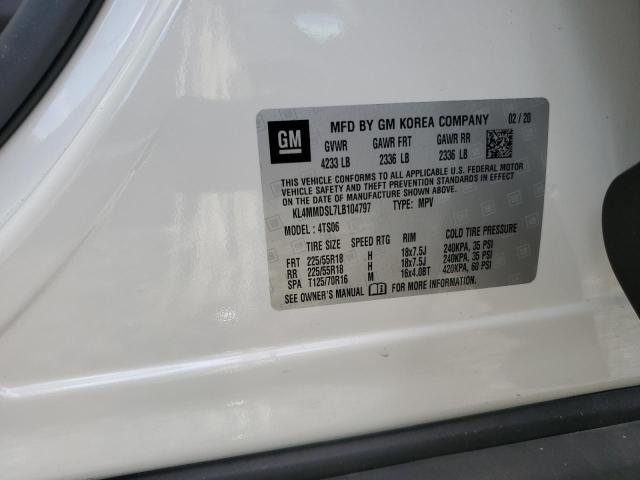 GM
MFD BY GM KOREA COMPANY 02/20
GVWR GAWR FRT GAWR RR
4233 LB 2336 LB 2336 LB
THIS VEHICLE CONFORMS TO ALL APPLICABLE U.S. FEDERAL MOTOR
VEHICLE SAFETY AND THEFT PREVENTION STANDARDS IN EFFECT ON
THE DATE OF MANUFACTURE SHOWN ABOVE.
KL4MMDSL7LB104797 TYPE: MPV
MODEL: 4TS06
TIRE SIZE SPEED RTG RIM COLD TIRE PRESSURE
FRT 225/55R18 H 18x7.5J 240KPA, 35 PSI
RR 225/55R18 H 18x7.5J 240KPA, 35 PSI
SPA T125/70R16 M 16x4.0BT 420KPA, 60 PSI
SEE OWNER'S MANUAL FOR MORE INFORMATION